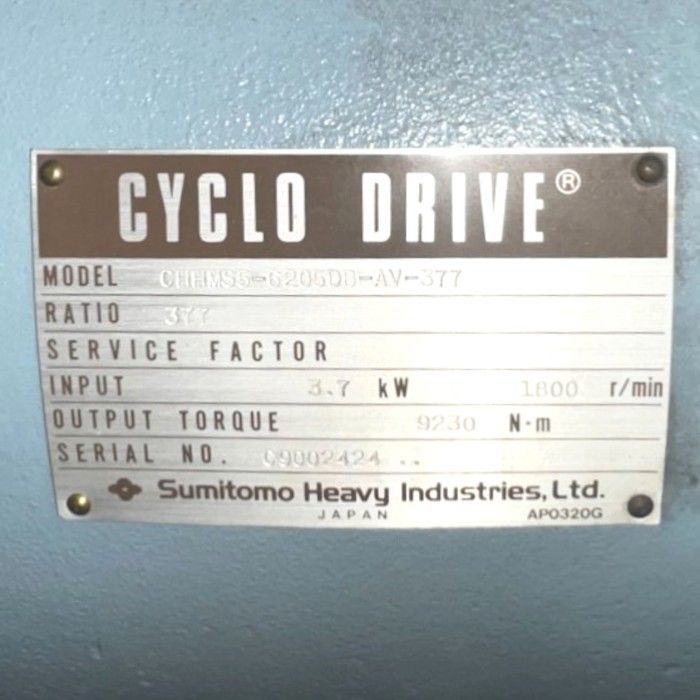 CYCLO DRIVE®
MODEL CHHMS5-6205DB-AV-377
RATIO 377
SERVICE FACTOR
INPUT 3.7 kW 1800 r/min
OUTPUT TORQUE 9230 N·m
SERIAL NO. C9002424
Sumitomo Heavy Industries, Ltd.
JAPAN AP0320G